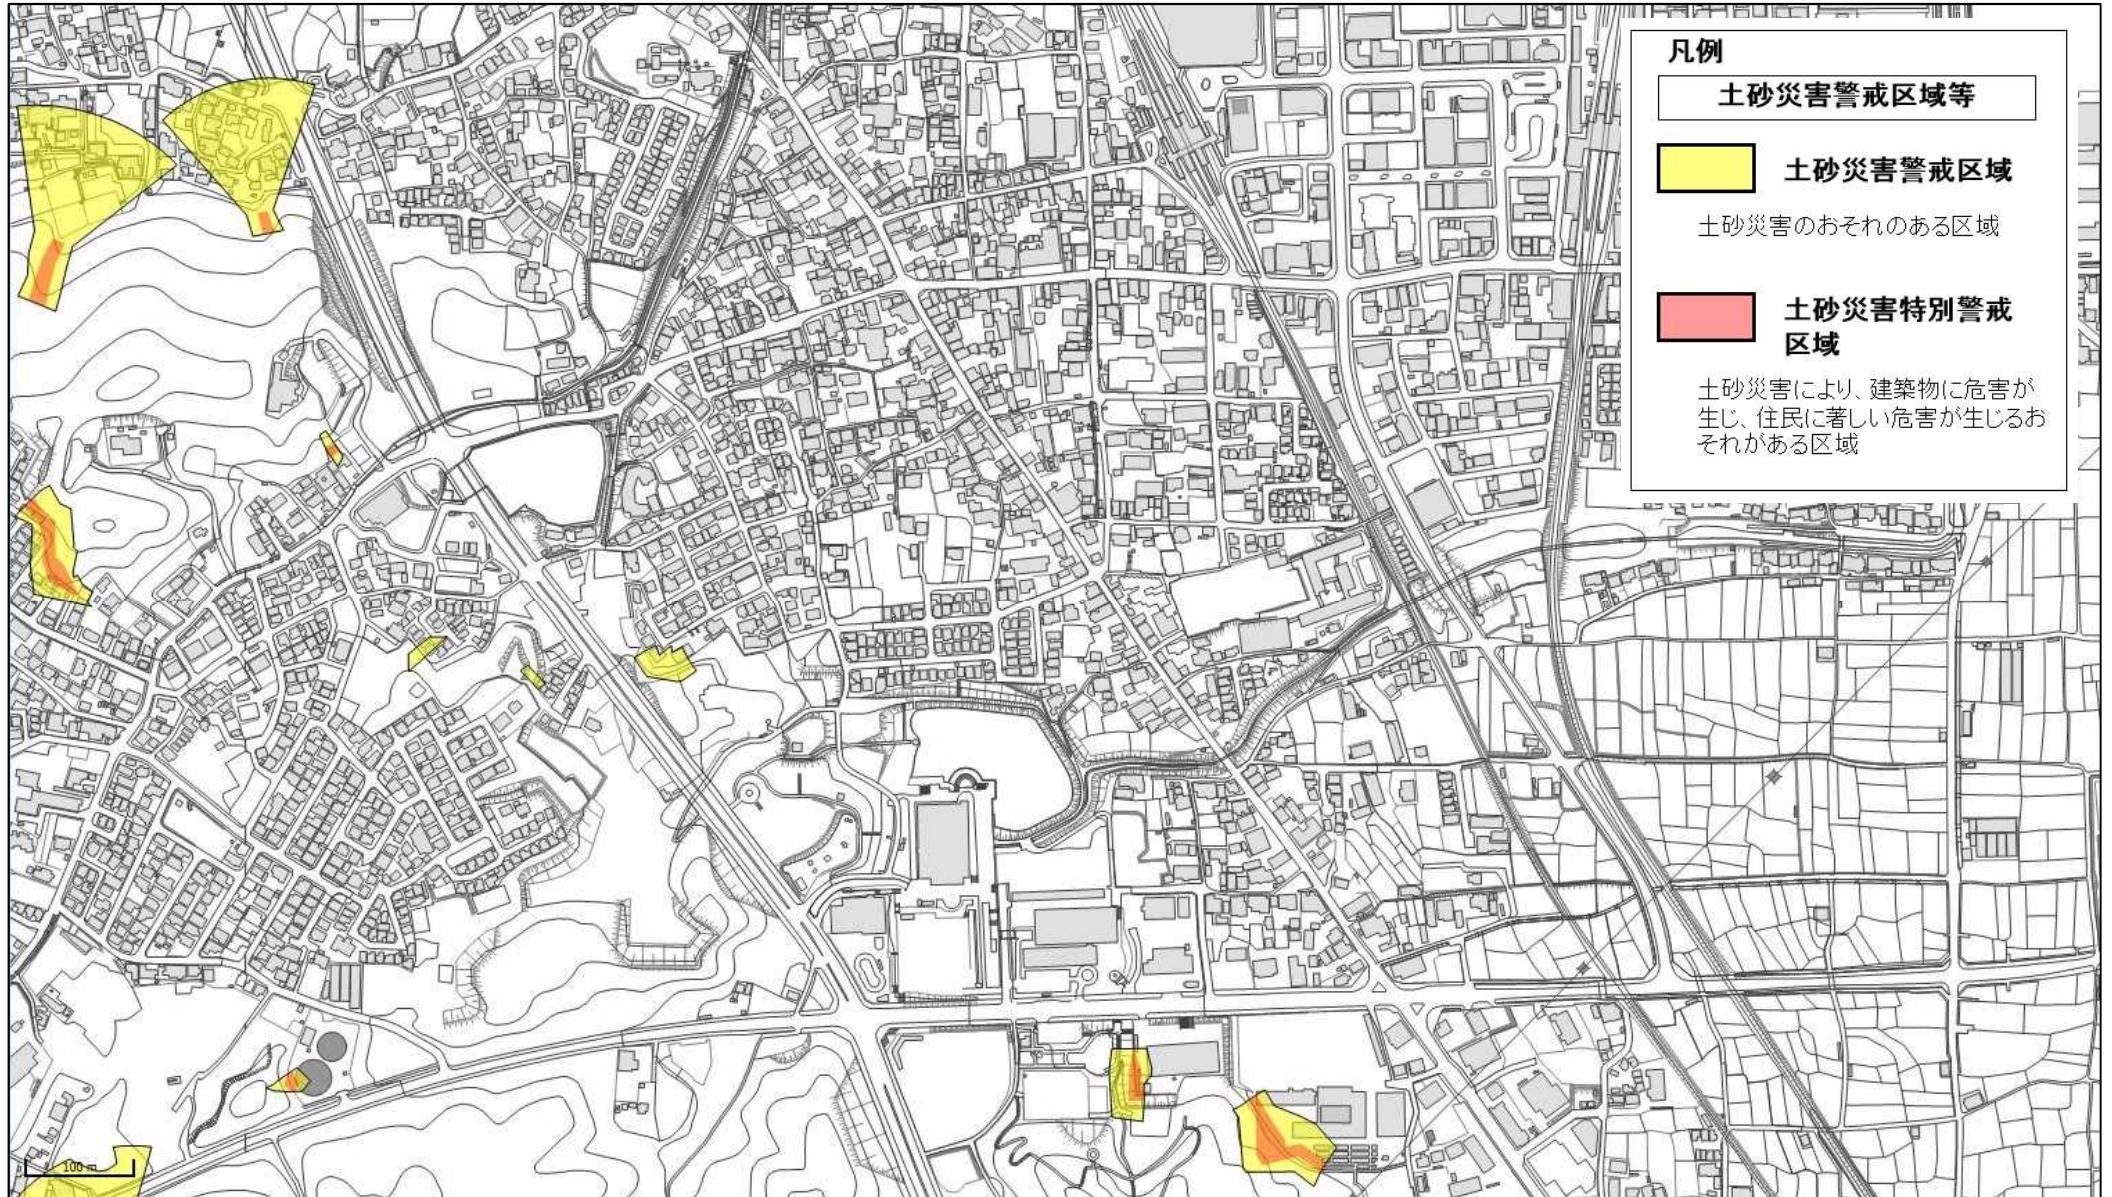 凡例
土砂災害警戒区域等
土砂災害警戒区域
土砂災害のおそれのある区域
土砂災害特別警戒
区域
土砂災害により、建築物に危害が
生じ、住民に著しい危害が生じるお
それがある区域
100 m